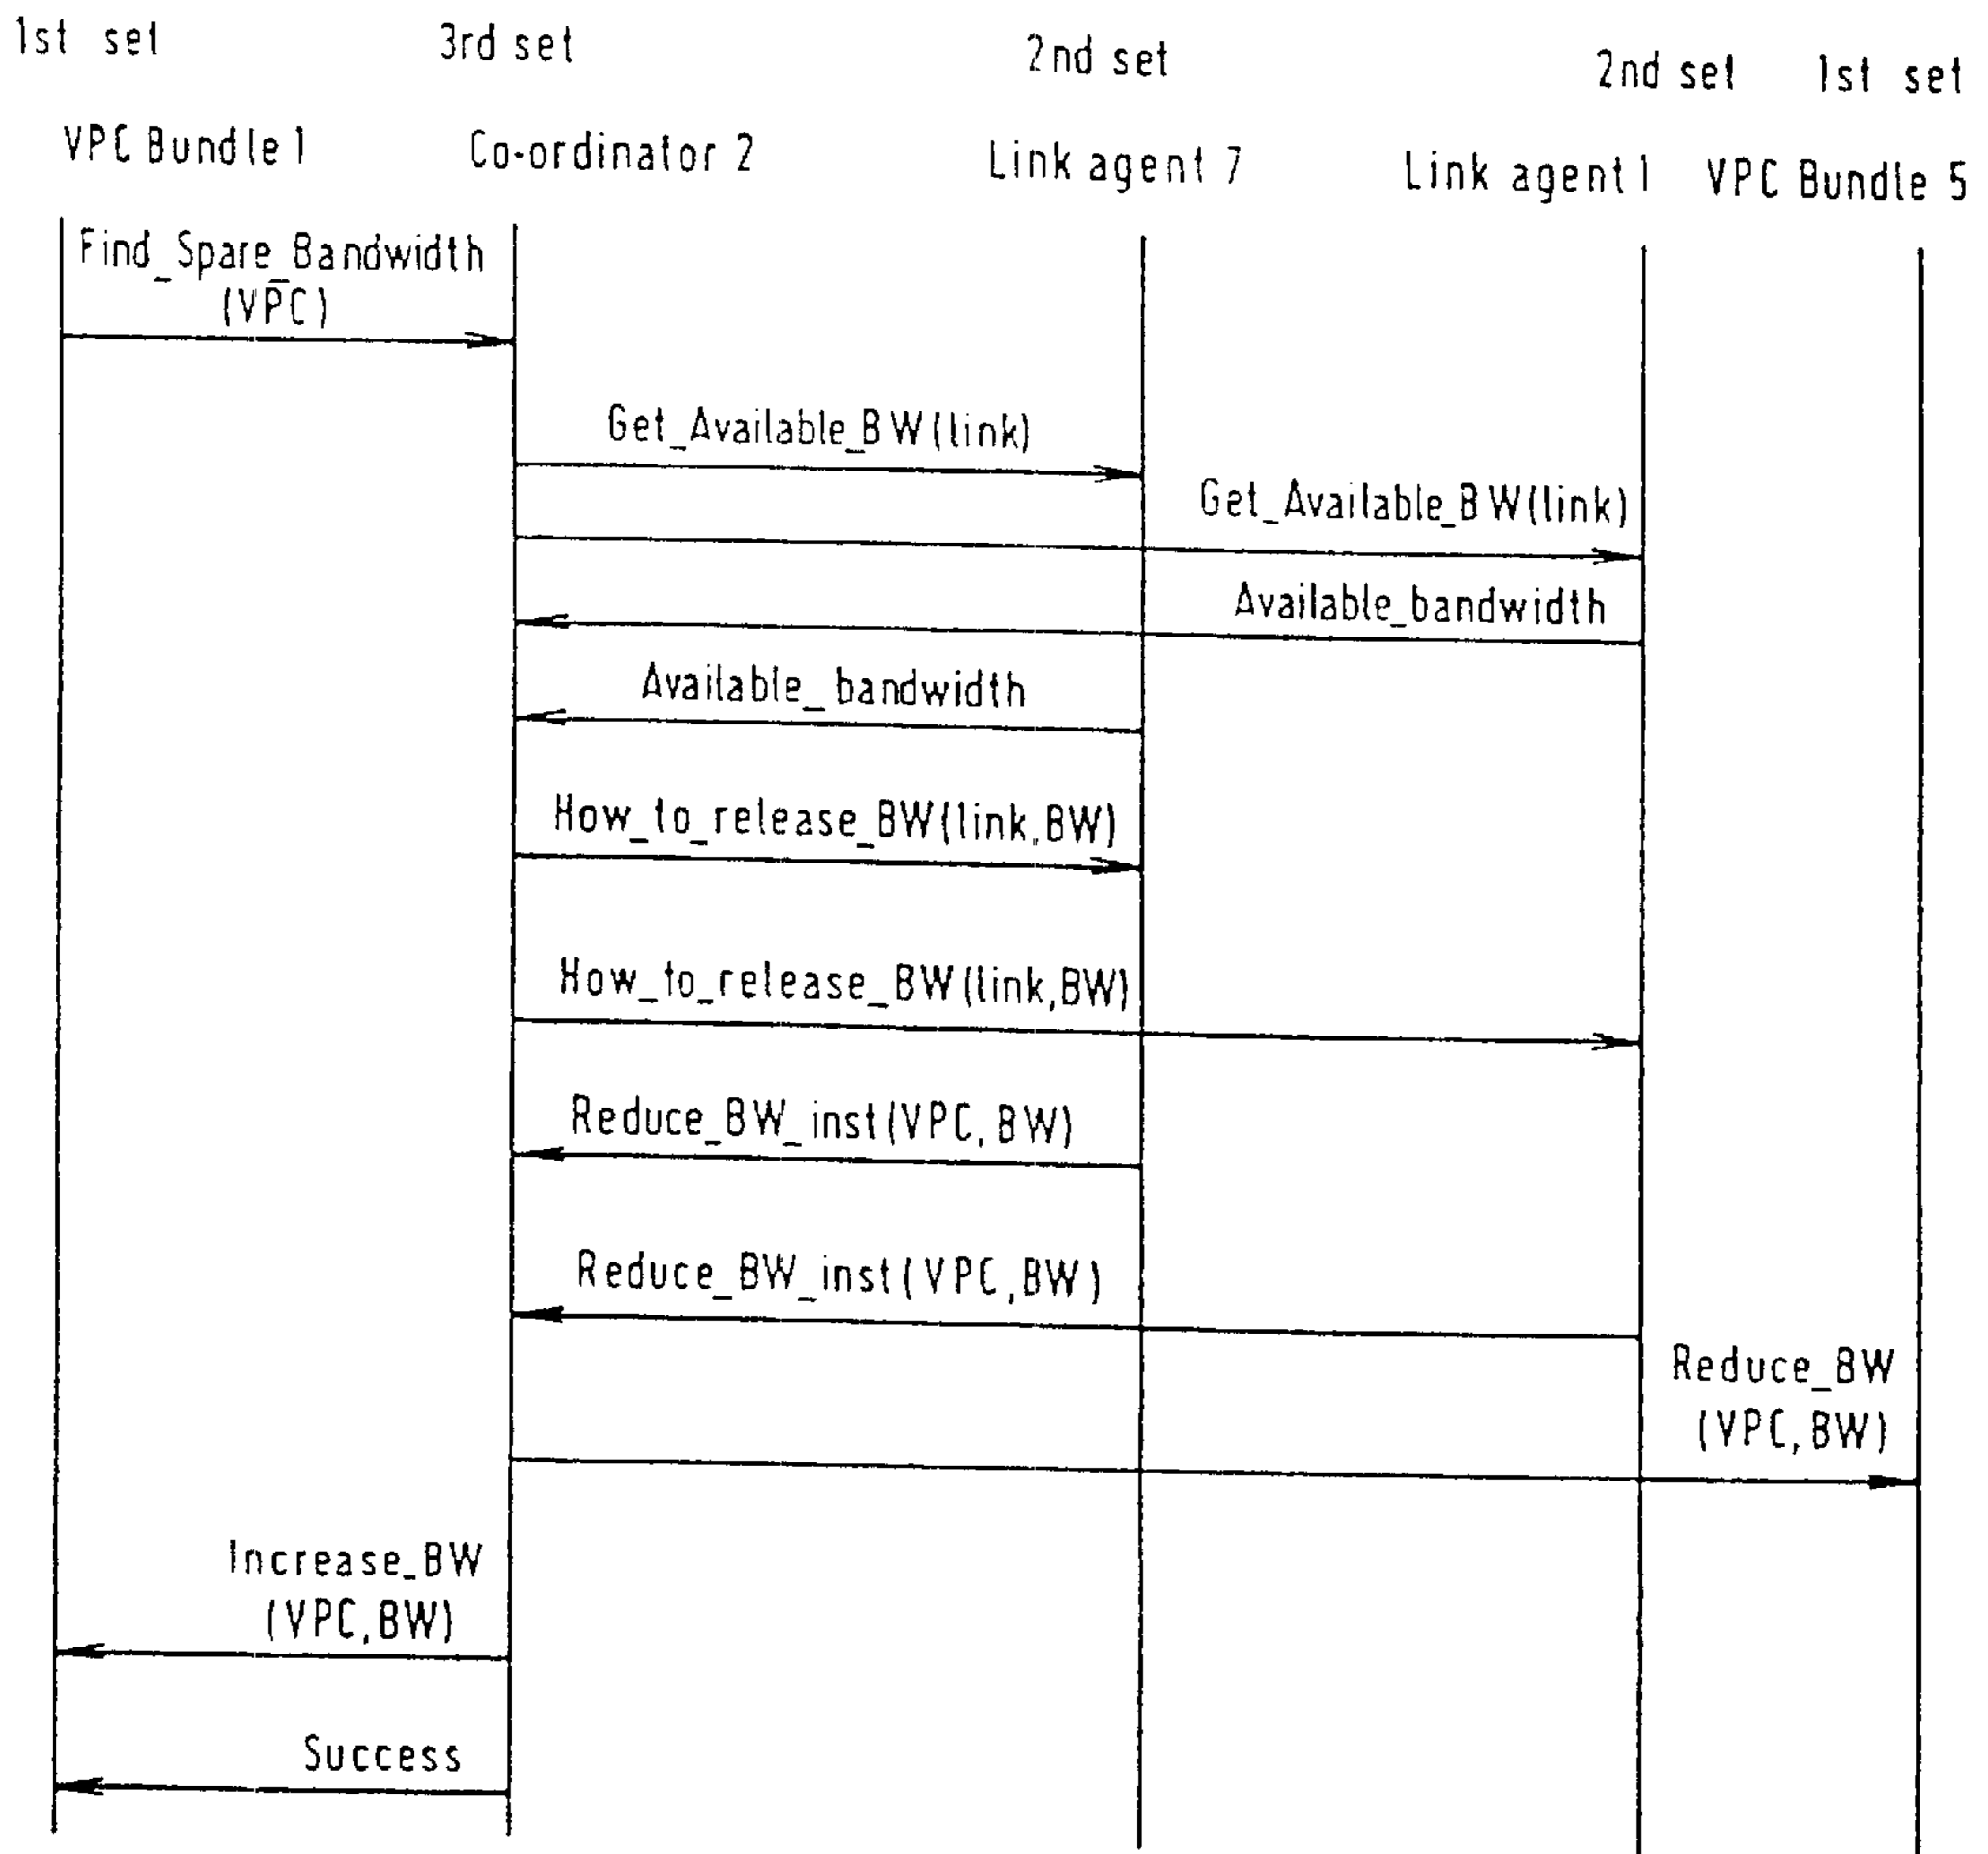 1st set
3rd set
2nd set
2nd set
1st set
VPC Bundle 1
Co-ordinator 2
Link agent 7
Link agent 1
VPC Bundle 5
Find_Spare_Bandwidth
(VPC)
Get_Available_BW(link)
Get_Available_BW(link)
Available_bandwidth
Available_bandwidth
How_to_release_BW(link,BW)
How_to_release_BW(link,BW)
Reduce_BW_inst(VPC,BW)
Reduce_BW_inst(VPC,BW)
Reduce_BW
(VPC,BW)
Increase_BW
(VPC,BW)
Success